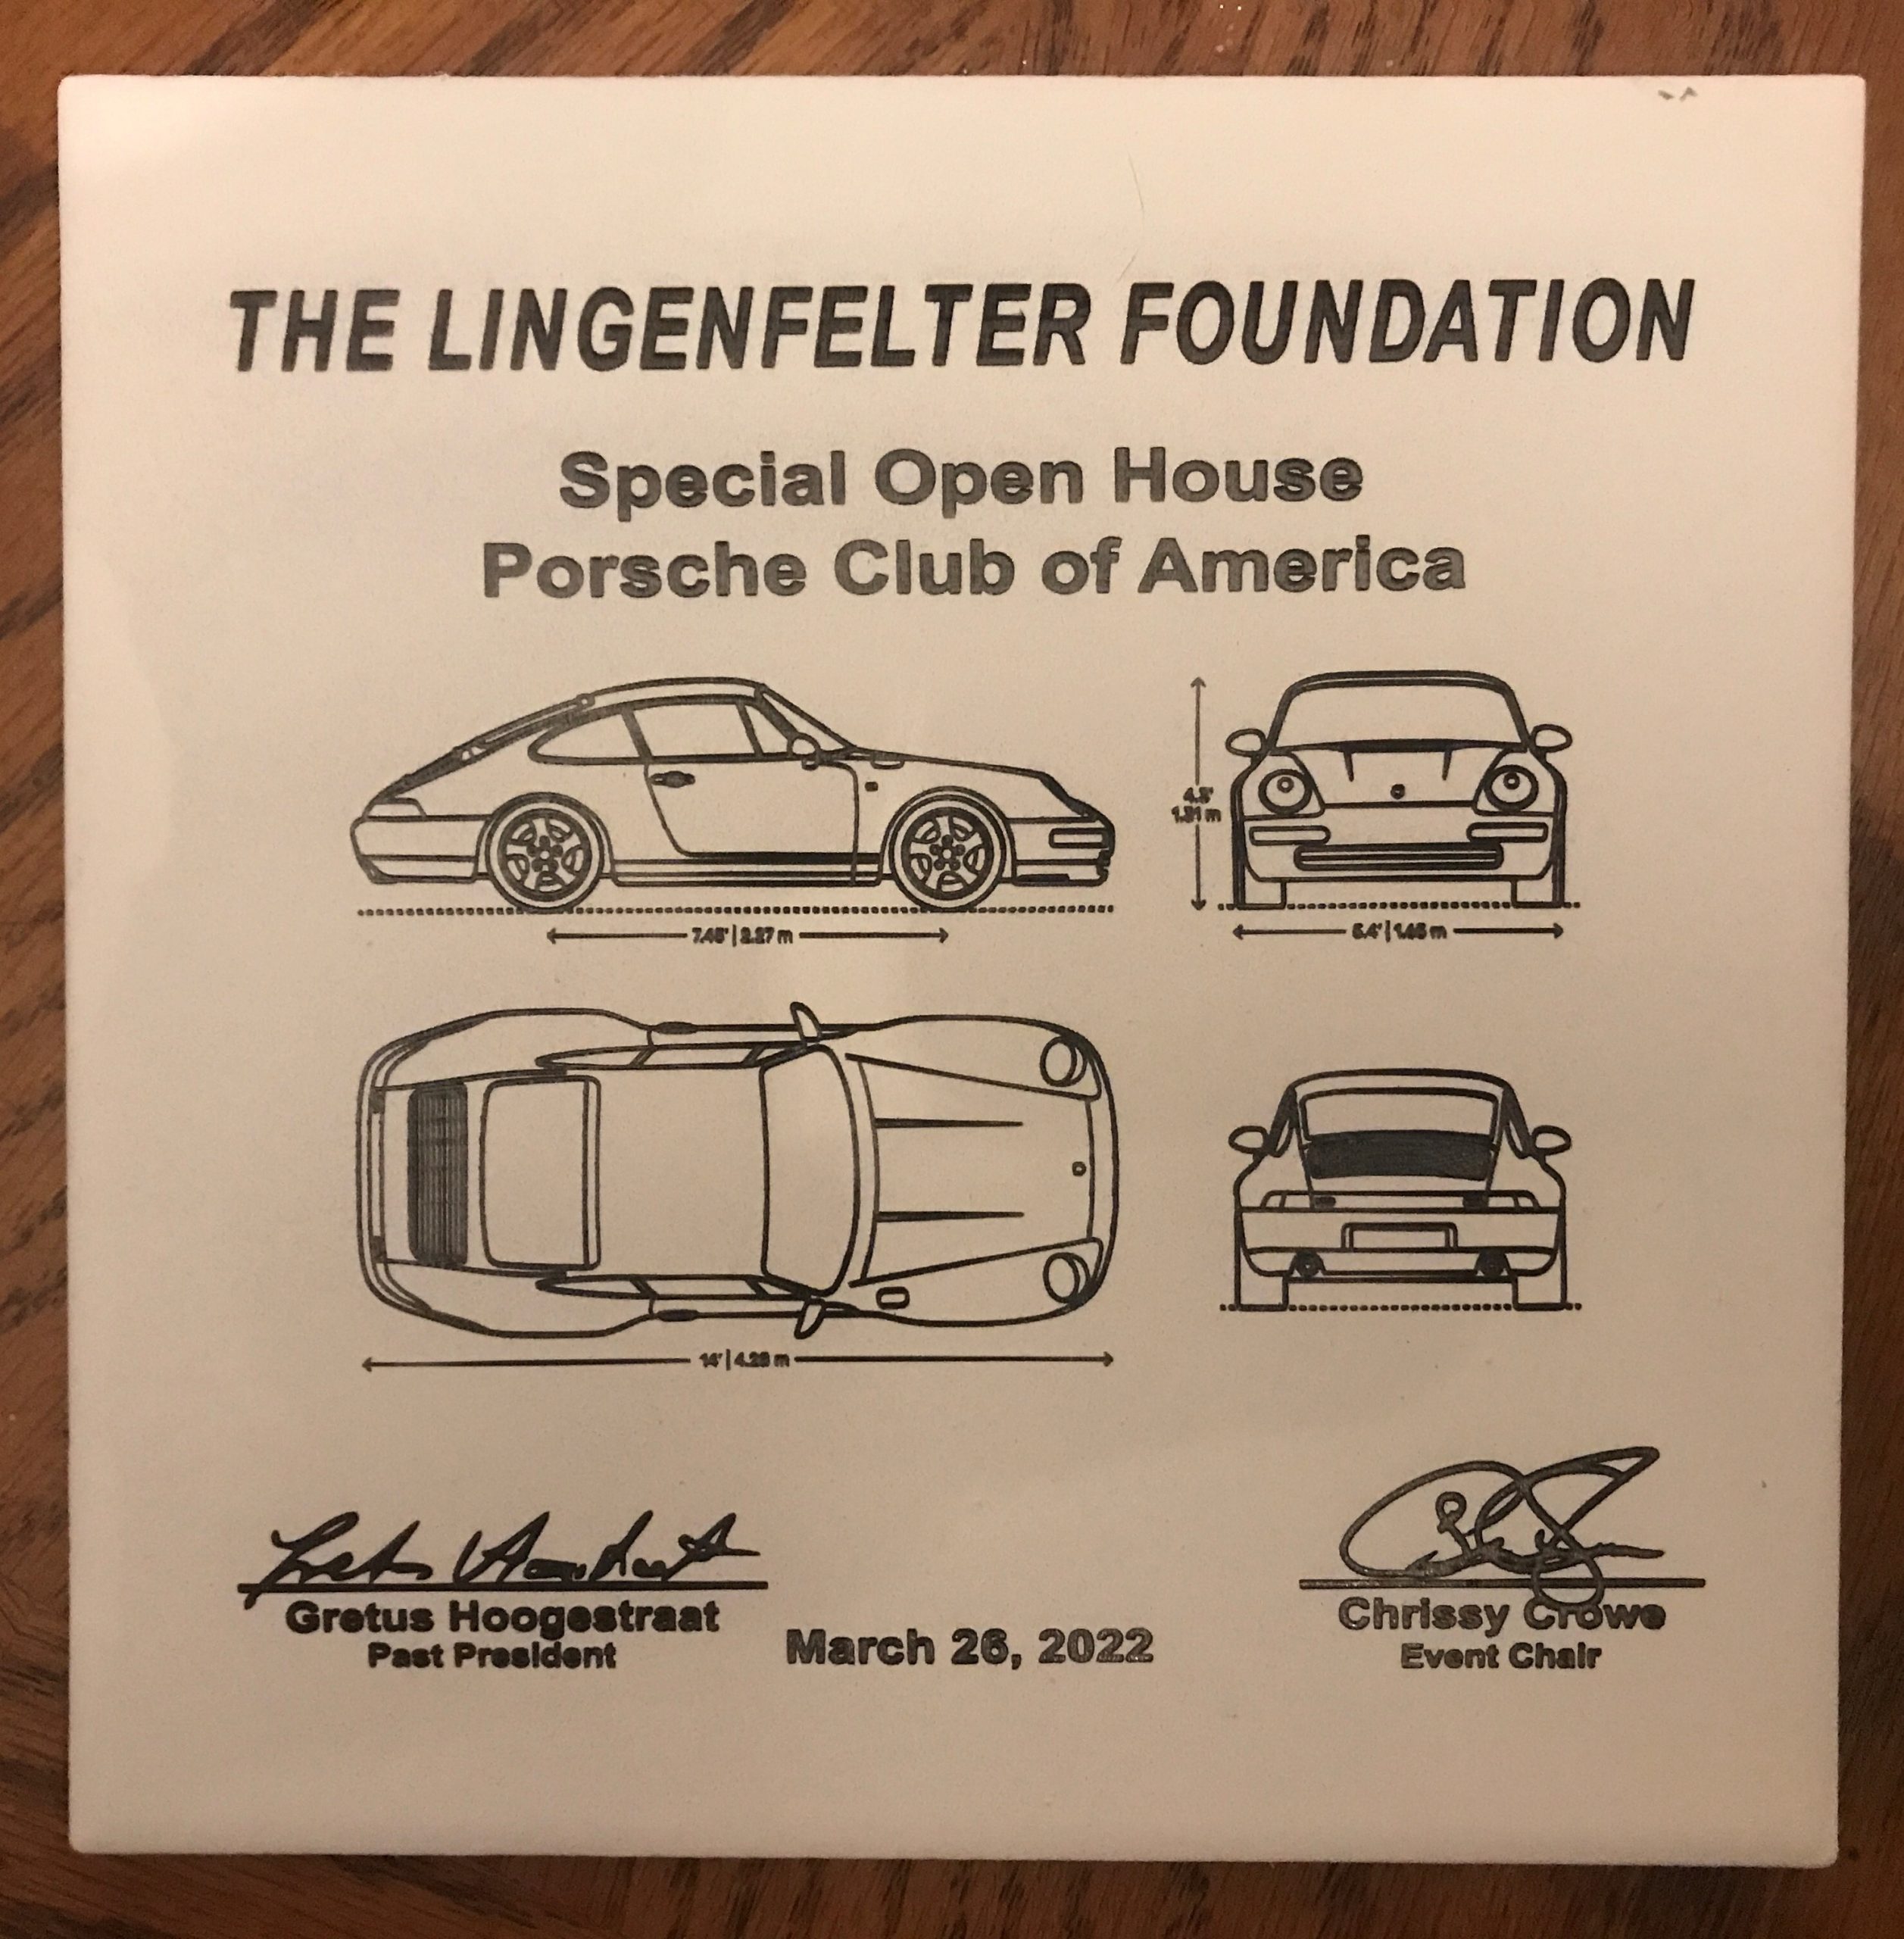 THE LINGENFELTER FOUNDATION
Special Open House
Porsche Club of America
4.3'
1.31 m
7.45' | 2.27 m
5.4' | 1.65 m
14' | 4.28 m
Gretus Hoogestraat
Past President
March 26, 2022
Chrissy Crowe
Event Chair